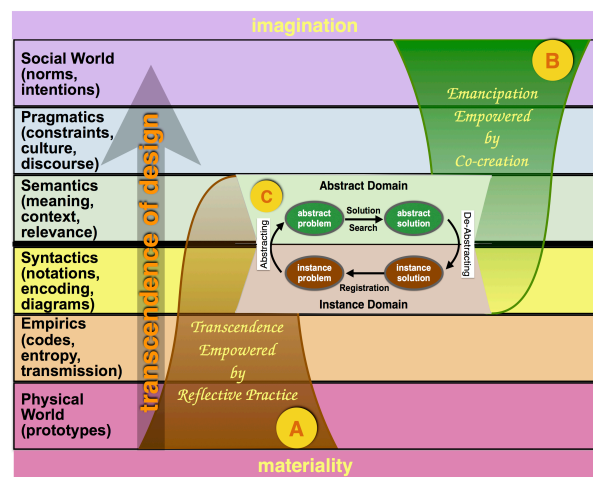 imagination
Social World
(norms,
intentions)
Pragmatics
(constraints,
culture,
discourse)
Semantics
(meaning,
context,
relevance)
Syntactics
(notations,
encoding,
diagrams)
Empirics
(codes,
entropy,
transmission)
Physical
World
(prototypes)
transcendence of design
B
Emancipation
Empowered
by
Co-creation
C
Abstract Domain
abstract
problem
Solution
Search
abstract
solution
Abstracting
De-Abstracting
instance
problem
Registration
instance
solution
Instance Domain
Transcendence
Empowered
by
Reflective Practice
A
materiality